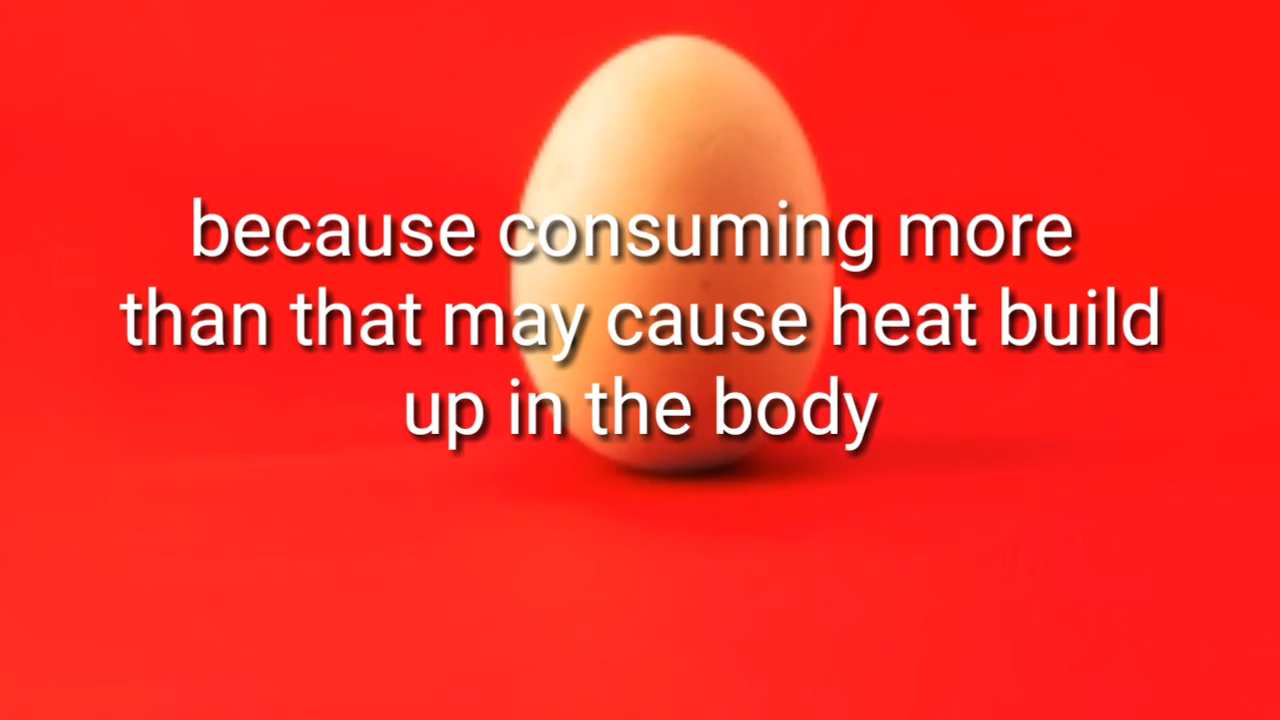 because consuming more
than that may cause heat build
up in the body